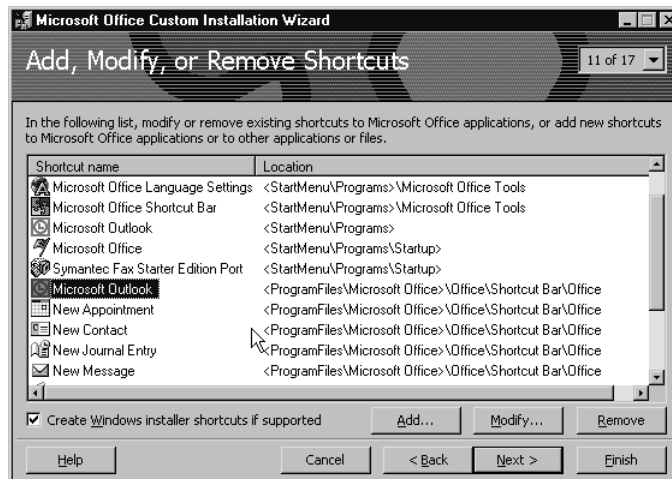 Microsoft Office Custom Installation Wizard
Add, Modify, or Remove Shortcuts
11 of 17
In the following list, modify or remove existing shortcuts to Microsoft Office applications, or add new shortcuts
to Microsoft Office applications or to other applications or files.
Shortcut name Location
Microsoft Office Language Settings <StartMenu\Programs>\Microsoft Office Tools
Microsoft Office Shortcut Bar <StartMenu\Programs>\Microsoft Office Tools
Microsoft Outlook <StartMenu\Programs>
Microsoft Office <StartMenu\Programs\Startup>
Symantec Fax Starter Edition Port <StartMenu\Programs\Startup>
Microsoft Outlook <ProgramFiles\Microsoft Office>\Office\Shortcut Bar\Office
New Appointment <ProgramFiles\Microsoft Office>\Office\Shortcut Bar\Office
New Contact <ProgramFiles\Microsoft Office>\Office\Shortcut Bar\Office
New Journal Entry <ProgramFiles\Microsoft Office>\Office\Shortcut Bar\Office
New Message <ProgramFiles\Microsoft Office>\Office\Shortcut Bar\Office
Create Windows installer shortcuts if supported Add... Modify... Remove
Help Cancel < Back Next > Finish